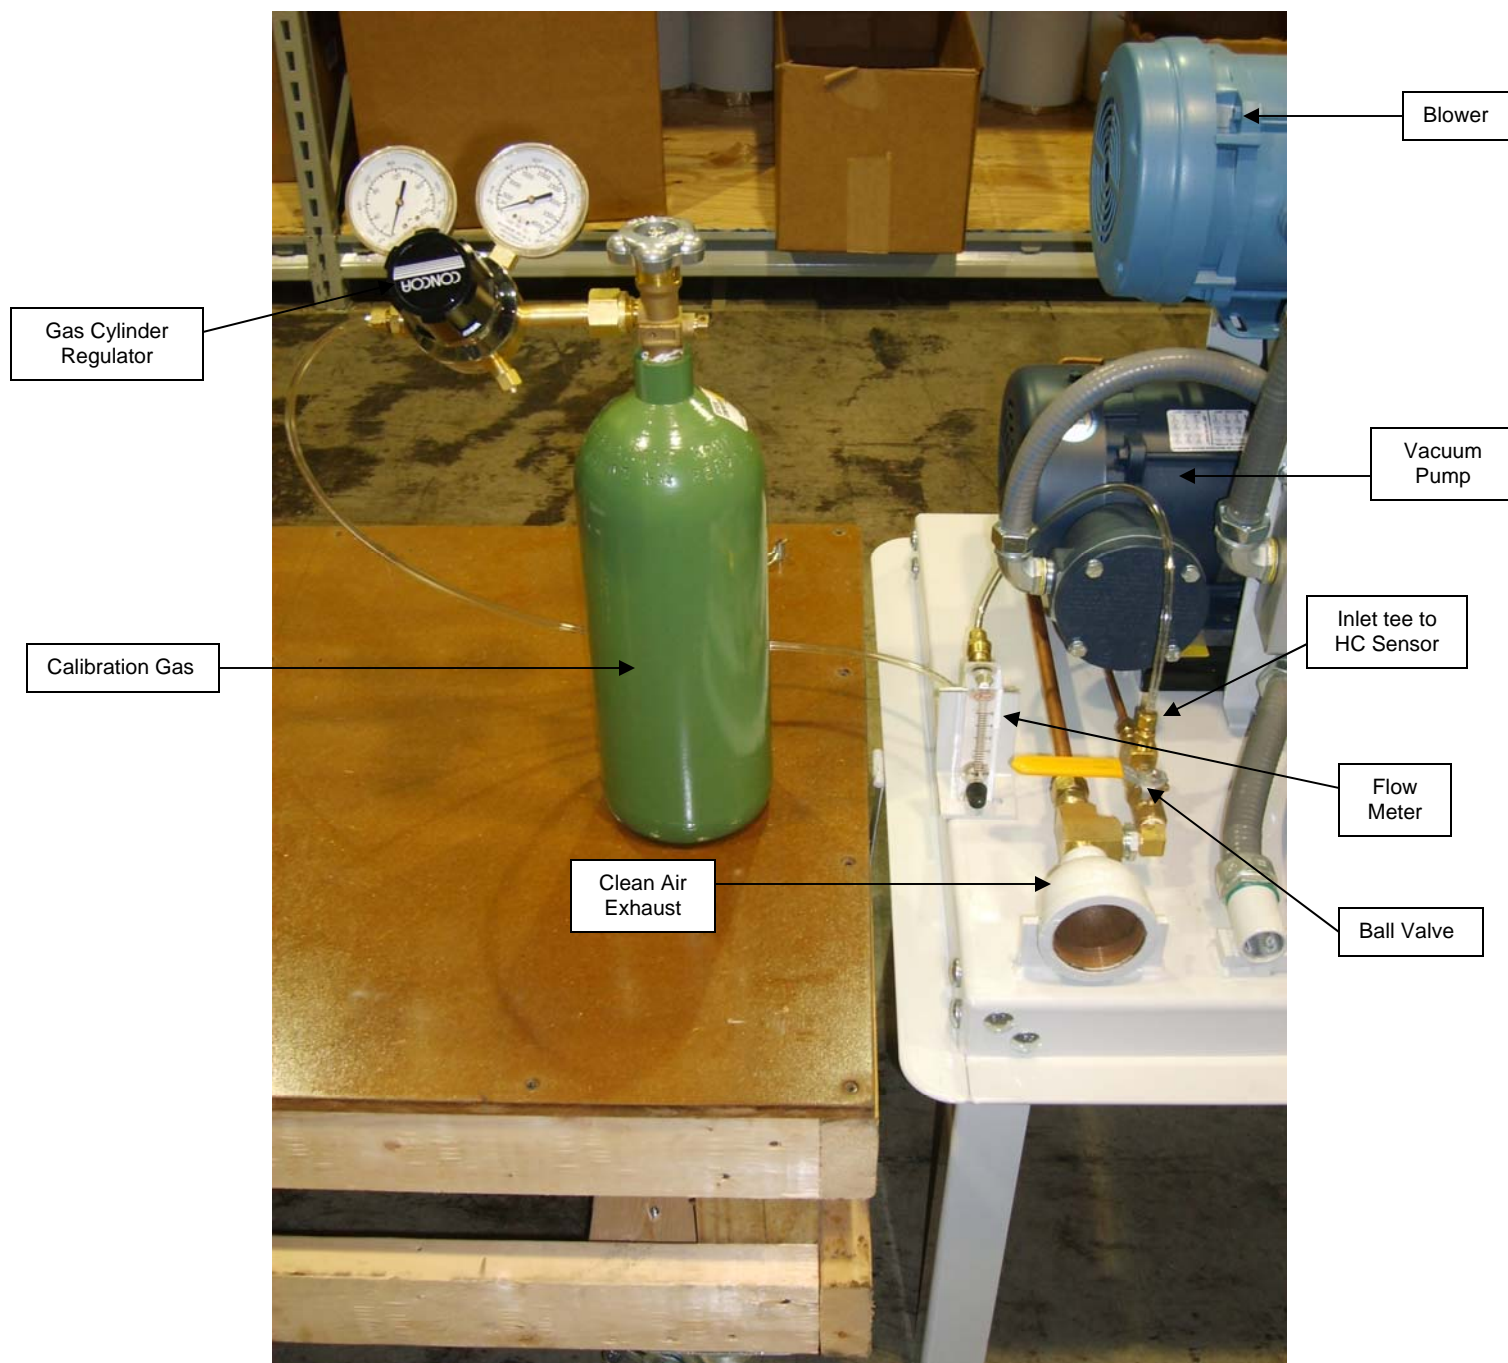 Blower
Gas Cylinder
Regulator
CONCOA
Vacuum
Pump
Inlet tee to
HC Sensor
Calibration Gas
Flow
Meter
Clean Air
Exhaust
Ball Valve